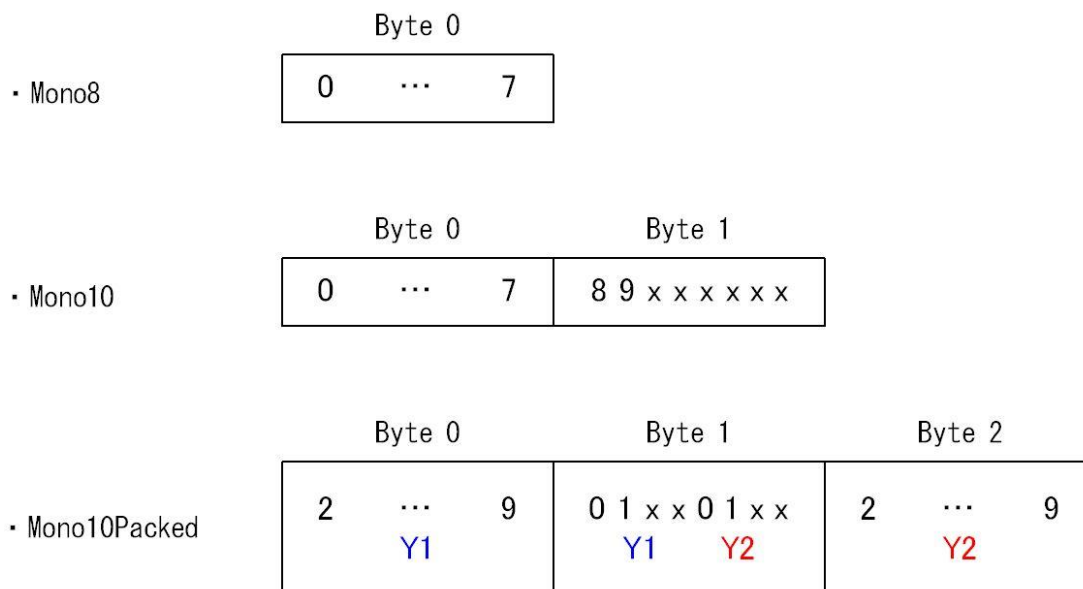 Byte 0
・Mono8
0 … 7
Byte 0 Byte 1
・Mono10
0 … 7 8 9 x x x x x x
Byte 0 Byte 1 Byte 2
・Mono10Packed
2 … 9 0 1 x x 0 1 x x 2 … 9
Y1 Y1 Y2 Y2